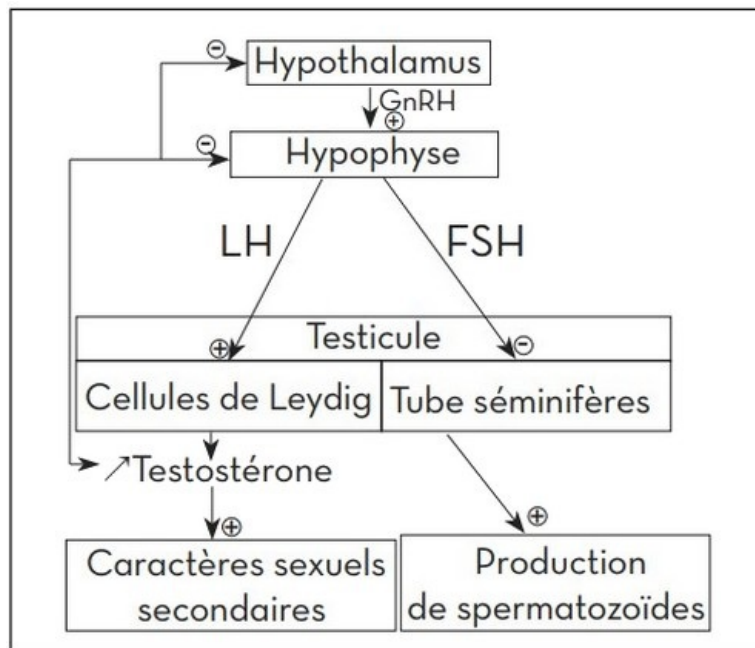 ⊖
Hypothalamus
GnRH
⊕
⊖
Hypophyse
LH
FSH
Testicule
⊕
⊖
Cellules de Leydig
Tube séminifères
↗Testostérone
⊕
⊕
Caractères sexuels
secondaires
Production
de spermatozoïdes